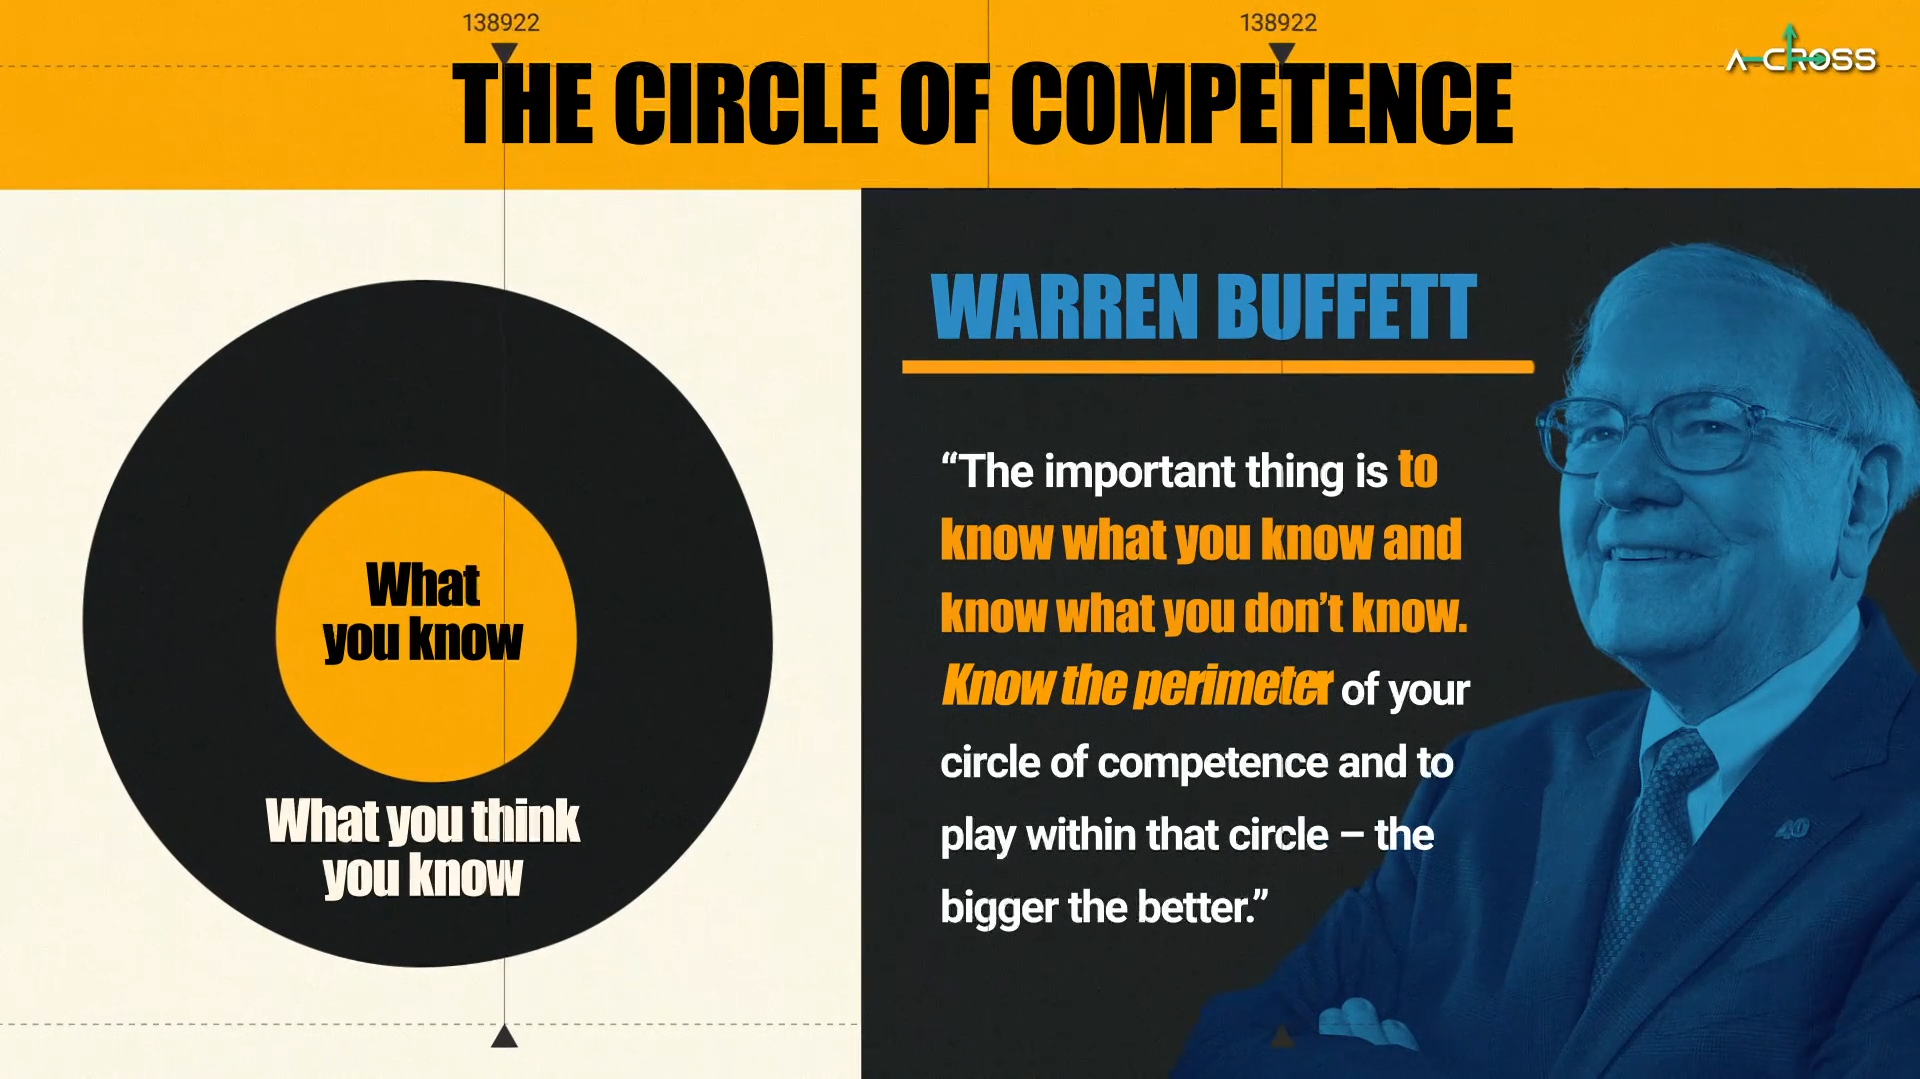 138922
138922
A-CROSS
THE CIRCLE OF COMPETENCE
What
you know
What you think
you know
WARREN BUFFETT
“The important thing is to
know what you know and
know what you don’t know.
Know the perimeter of your
circle of competence and to
play within that circle – the
bigger the better.”
40